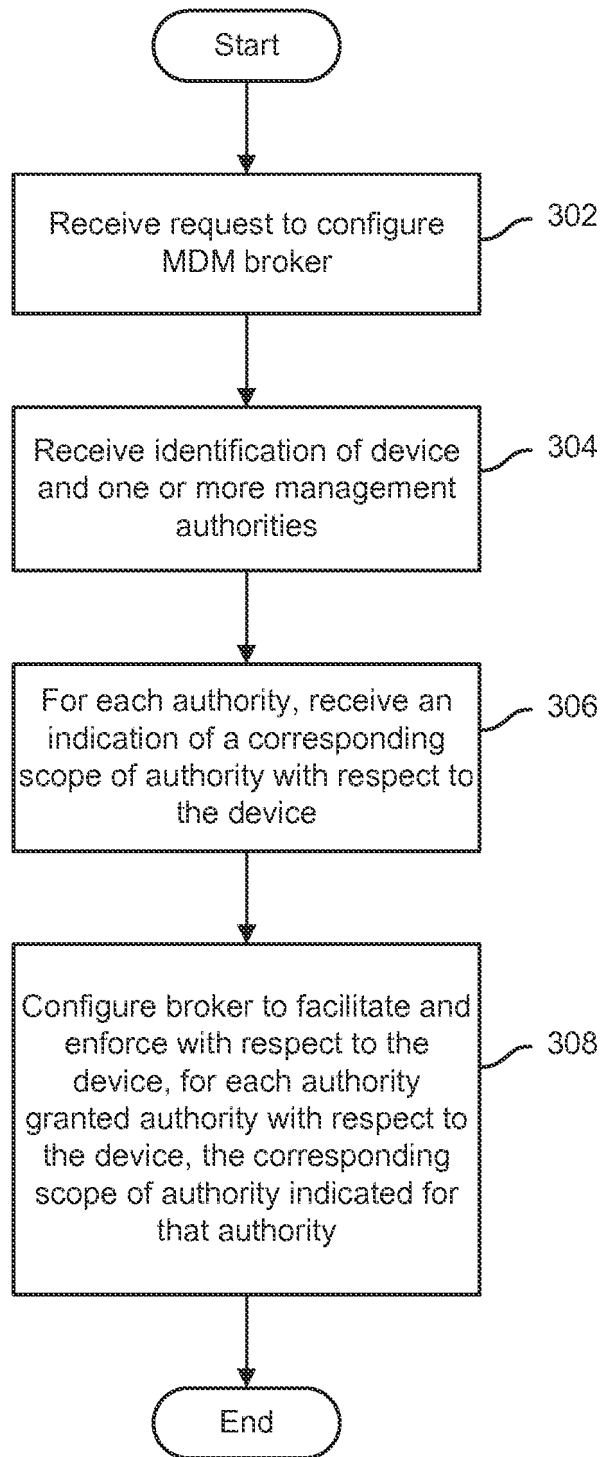 Start
Receive request to configure
MDM broker
302
Receive identification of device
and one or more management
authorities
304
For each authority, receive an
indication of a corresponding
scope of authority with respect to
the device
306
Configure broker to facilitate and
enforce with respect to the
device, for each authority
granted authority with respect to
the device, the corresponding
scope of authority indicated for
that authority
308
End